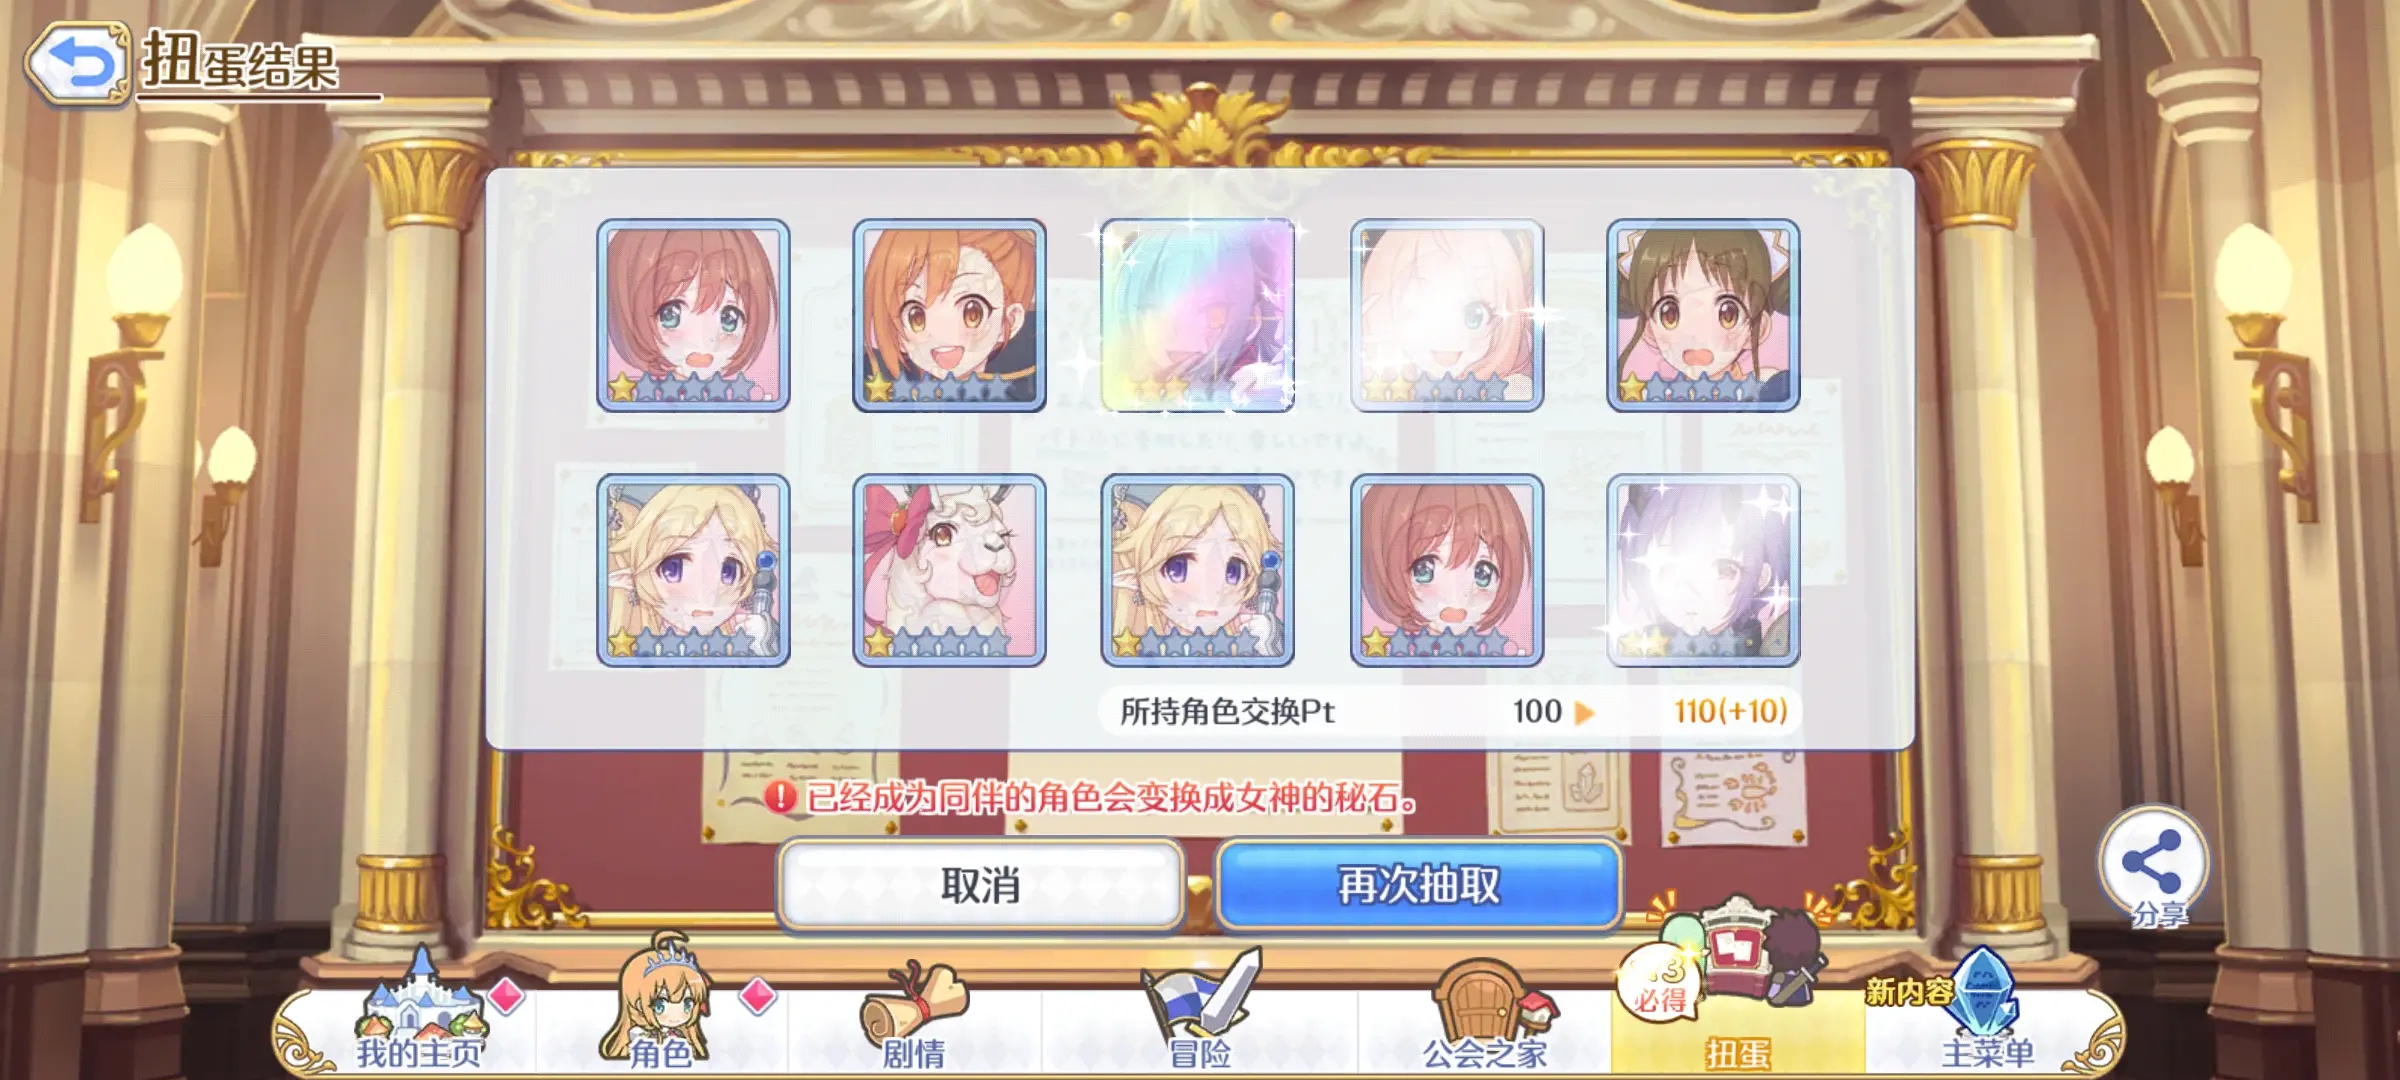 扭蛋结果
所持角色交换Pt 100 110(+10)
已经成为同伴的角色会变换成女神的秘石。
取消
再次抽取
分享
必得
新内容
我的主页
角色
剧情
冒险
公会之家
扭蛋
主菜单